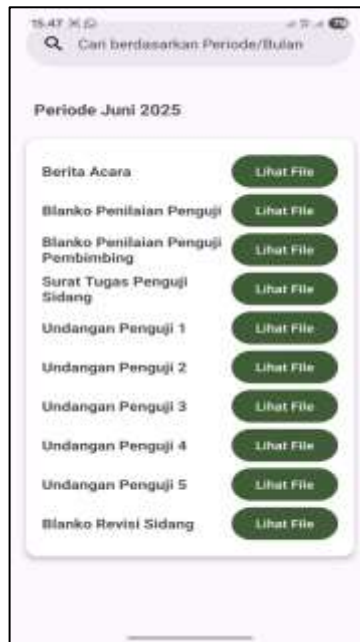 15.47
Cari berdasarkan Periode/Bulan
Periode Juni 2025
Berita Acara
Lihat File
Blanko Penilaian Penguji
Lihat File
Blanko Penilaian Penguji
Pembimbing
Lihat File
Surat Tugas Penguji
Sidang
Lihat File
Undangan Penguji 1
Lihat File
Undangan Penguji 2
Lihat File
Undangan Penguji 3
Lihat File
Undangan Penguji 4
Lihat File
Undangan Penguji 5
Lihat File
Blanko Revisi Sidang
Lihat File